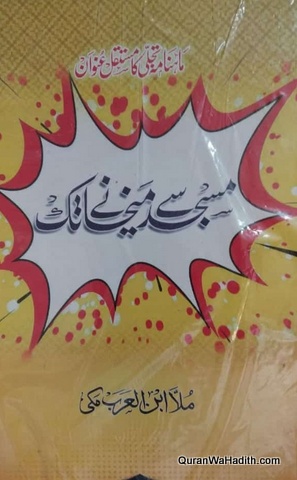 ماہنامہ تجلی کا مستقل عنوان
مسجد سے میخانے تک
ملا ابن العرب مکی
QuranWaHadith.com